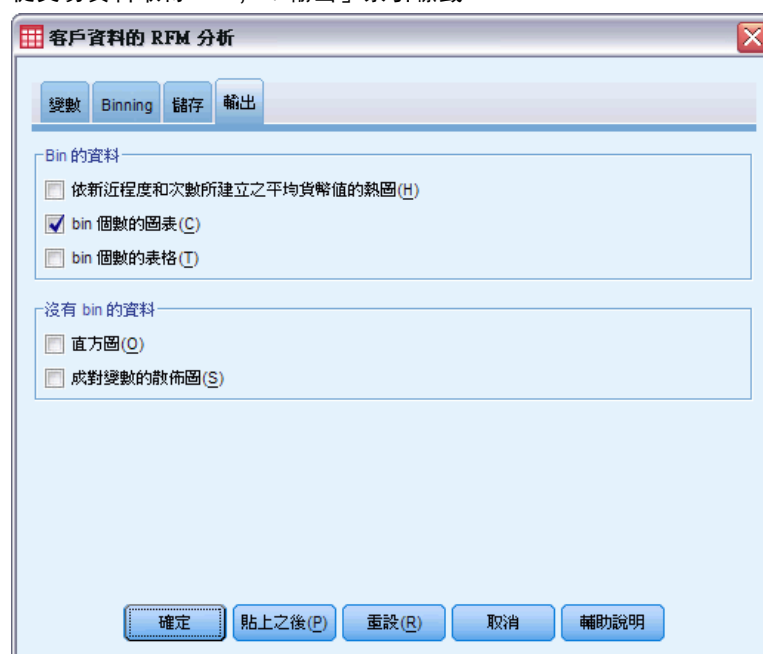 客戶資料的 RFM 分析
變數 Binning 儲存 輸出
Bin 的資料
依新近程度和次數所建立之平均貨幣值的熱圖(H)
bin 個數的圖表(C)
bin 個數的表格(T)
沒有 bin 的資料
直方圖(O)
成對變數的散佈圖(S)
確定 貼上之後(P) 重設(R) 取消 輔助說明